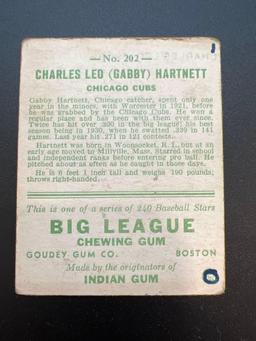 — No. 202 —
CHARLES LEO (GABBY) HARTNETT
CHICAGO CUBS
Gabby Hartnett, Chicago catcher, spent only one
year in the minors, with Worcester in 1921, before
he was grabbed by the Chicago Cubs. He won a
regular place and has been with them ever since.
Twice has hit over .300 in the big league; his best
season being in 1930, when he swatted .339 in 141
games. Last year hit .271 in 121 contests.
Hartnett was born in Woonsocket, R. I., but at an
early age moved to Millville, Mass. Starred in school
and independent ranks before entering into organized
ball. Almost as agile as catcher as he caught in those days.
He is 6 feet 1 inch tall and weighs 190 pounds;
throws right-handed.
This is one of a series of 240 Baseball Stars
BIG LEAGUE
CHEWING GUM
GOUDEY GUM CO. BOSTON
Made by the originators of
INDIAN GUM